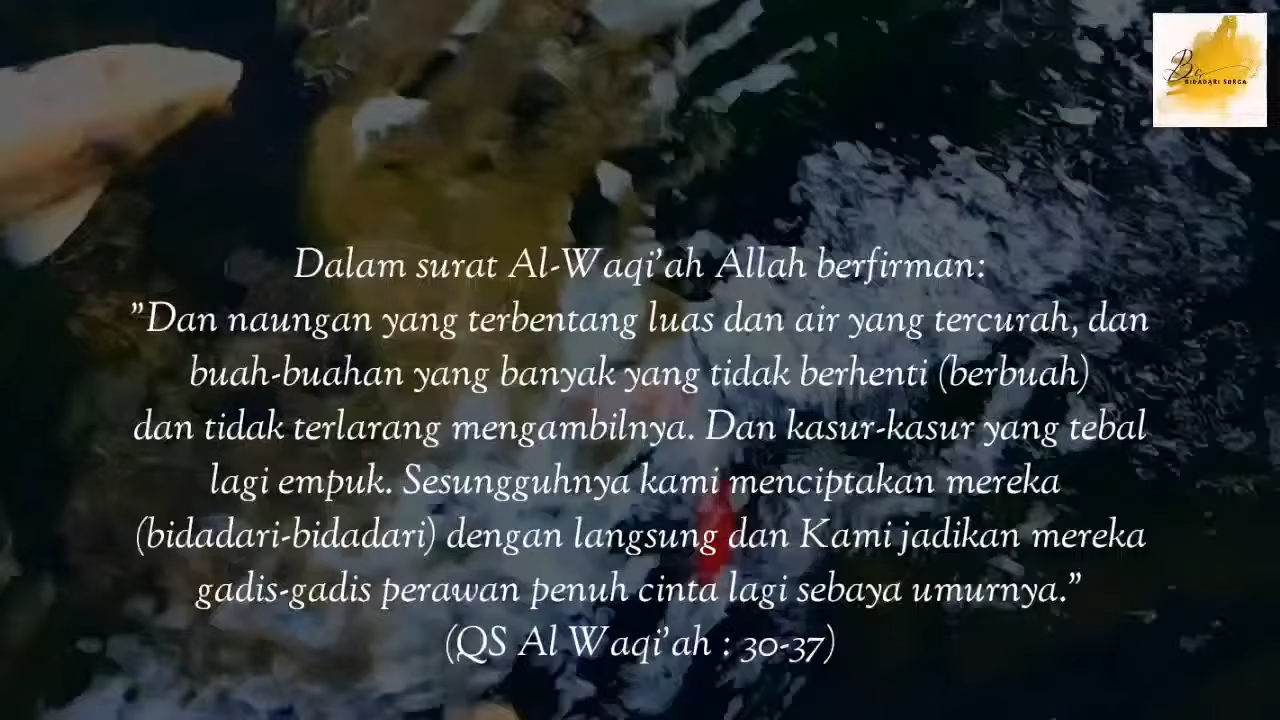 Bs
BIDADARI SURGA
Dalam surat Al-Waqi'ah Allah berfirman:
"Dan naungan yang terbentang luas dan air yang tercurah, dan
buah-buahan yang banyak yang tidak berhenti (berbuah)
dan tidak terlarang mengambilnya. Dan kasur-kasur yang tebal
lagi empuk. Sesungguhnya kami menciptakan mereka
(bidadari-bidadari) dengan langsung dan Kami jadikan mereka
gadis-gadis perawan penuh cinta lagi sebaya umurnya."
(QS Al Waqi'ah : 30-37)